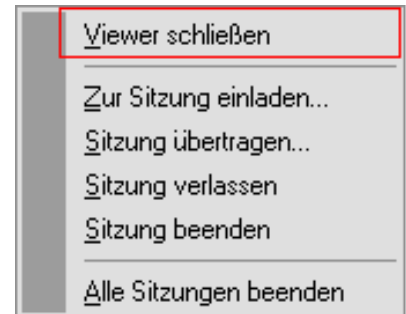 Viewer schließen
Zur Sitzung einladen...
Sitzung übertragen...
Sitzung verlassen
Sitzung beenden
Alle Sitzungen beenden